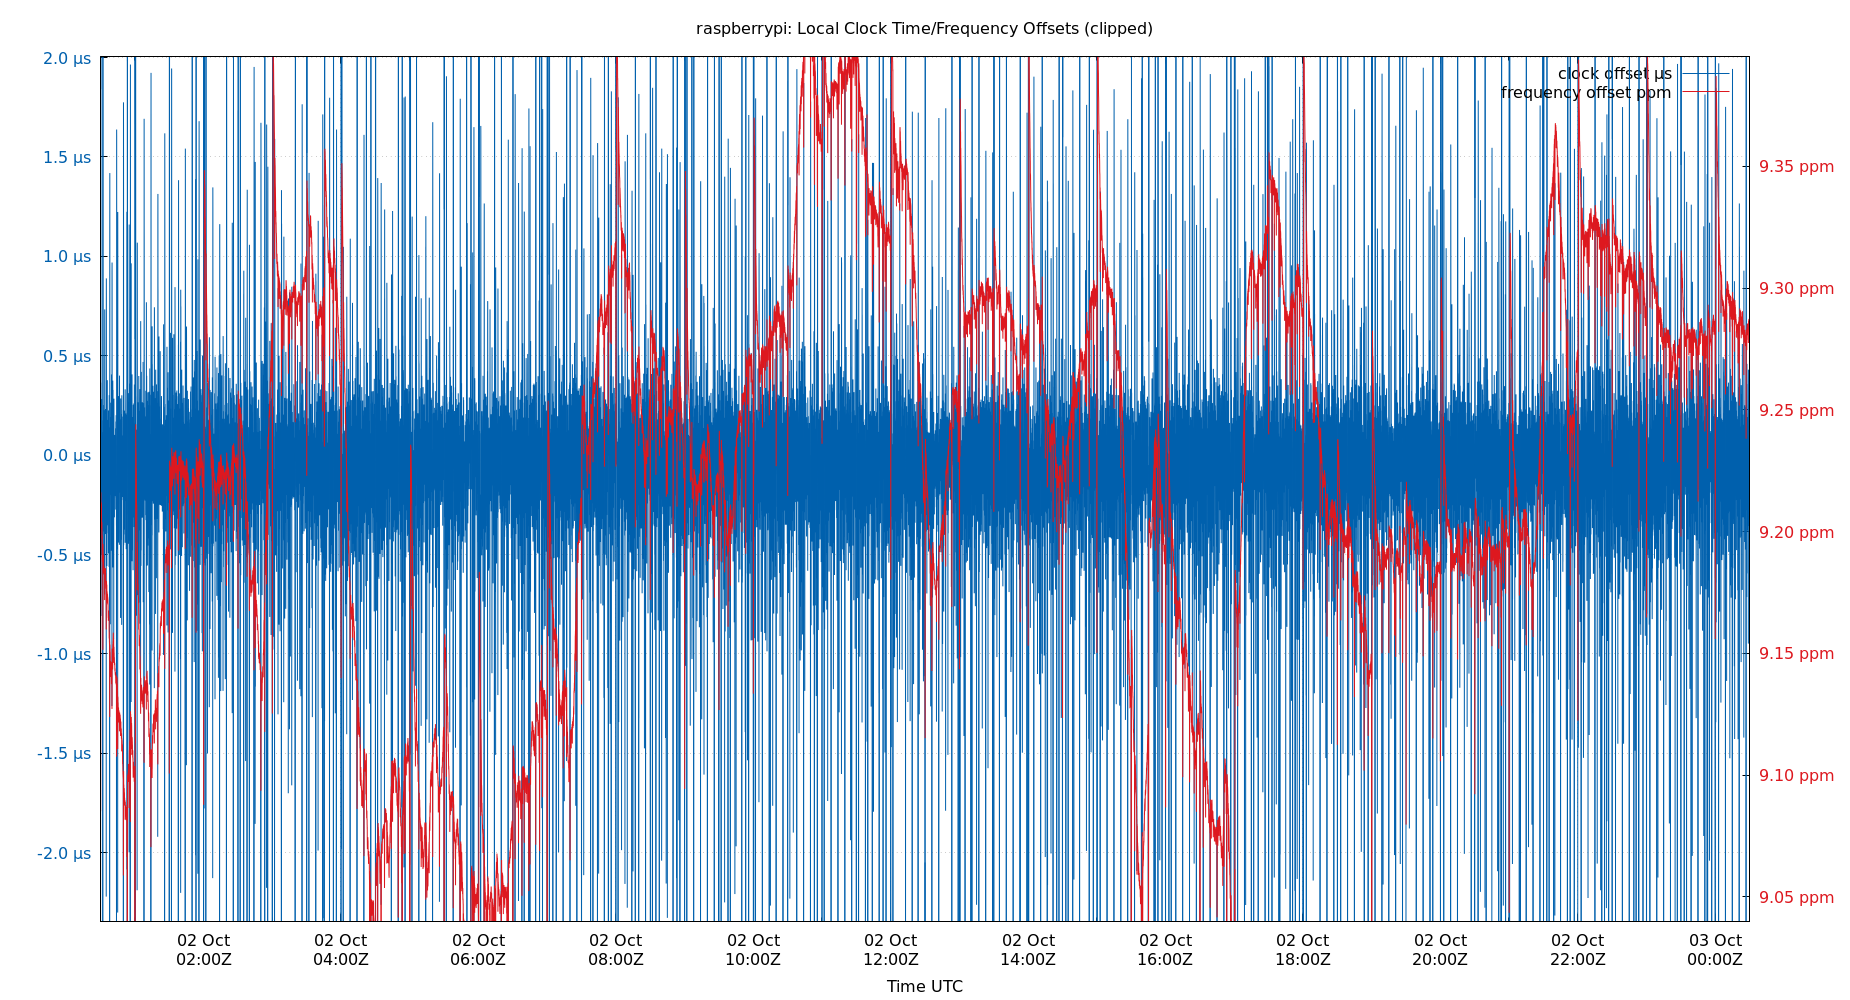 raspberrypi: Local Clock Time/Frequency Offsets (clipped)
clock offset µs
frequency offset ppm
2.0 µs
1.5 µs
1.0 µs
0.5 µs
0.0 µs
-0.5 µs
-1.0 µs
-1.5 µs
-2.0 µs
9.35 ppm
9.30 ppm
9.25 ppm
9.20 ppm
9.15 ppm
9.10 ppm
9.05 ppm
02 Oct 02 Oct 02 Oct 02 Oct 02 Oct 02 Oct 02 Oct 02 Oct 02 Oct 02 Oct 02 Oct 03 Oct
02:00Z 04:00Z 06:00Z 08:00Z 10:00Z 12:00Z 14:00Z 16:00Z 18:00Z 20:00Z 22:00Z 00:00Z
Time UTC